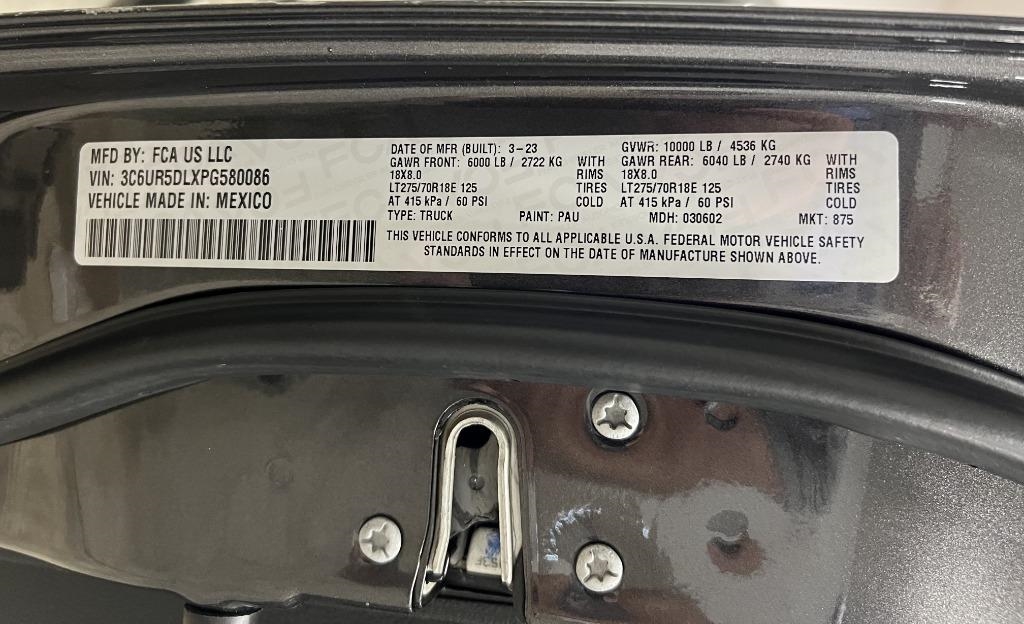 MFD BY: FCA US LLC
VIN: 3C6UR5DLXPG580086
VEHICLE MADE IN: MEXICO
DATE OF MFR (BUILT): 3-23
GAWR FRONT: 6000 LB / 2722 KG WITH
18X8.0 RIMS
LT275/70R18E 125 TIRES
AT 415 kPa / 60 PSI COLD
GVWR: 10000 LB / 4536 KG
GAWR REAR: 6040 LB / 2740 KG WITH
18X8.0 RIMS
LT275/70R18E 125 TIRES
AT 415 kPa / 60 PSI COLD
TYPE: TRUCK PAINT: PAU MDH: 030602 MKT: 875
THIS VEHICLE CONFORMS TO ALL APPLICABLE U.S.A. FEDERAL MOTOR VEHICLE SAFETY
STANDARDS IN EFFECT ON THE DATE OF MANUFACTURE SHOWN ABOVE.